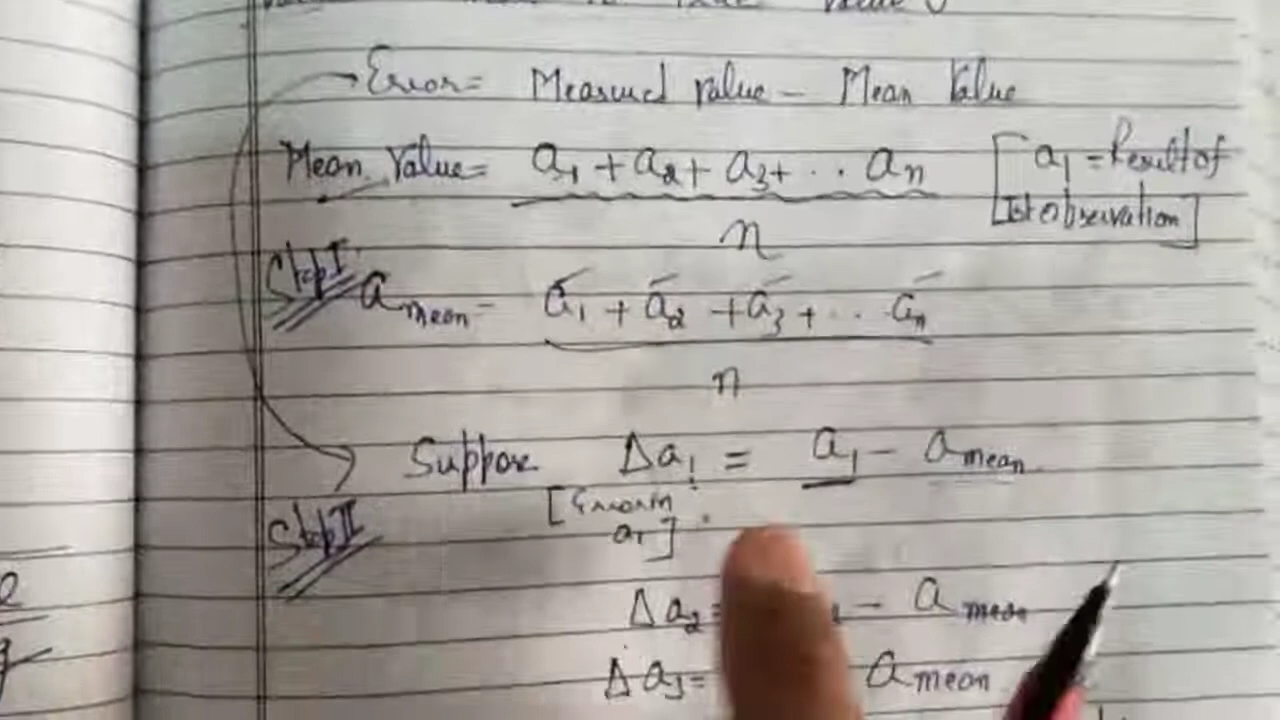 Error = Measured value - Mean Value
Mean Value = a1 + a2 + a3 + .. an
n
[a1 = Result of
Ist observation]
Step I amean = a1 + a2 + a3 + .. an
n
Suppose Δa1 = a1 - amean
[Error in
a1]
Step II
Δa2 = - amean
Δa3 = amean